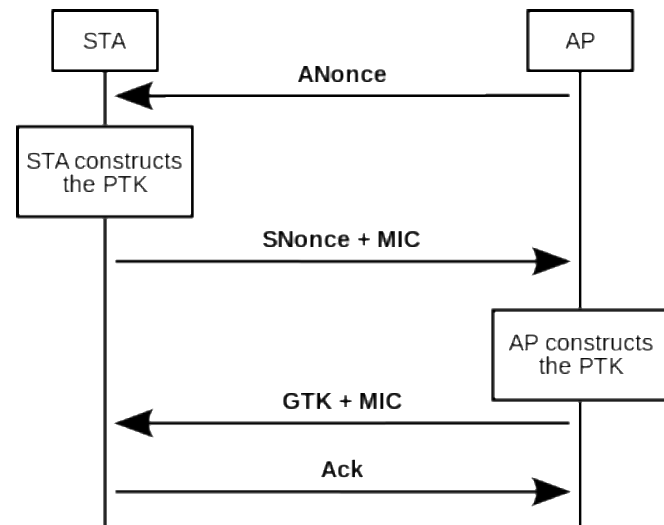 STA
AP
ANonce
STA constructs
the PTK
SNonce + MIC
AP constructs
the PTK
GTK + MIC
Ack